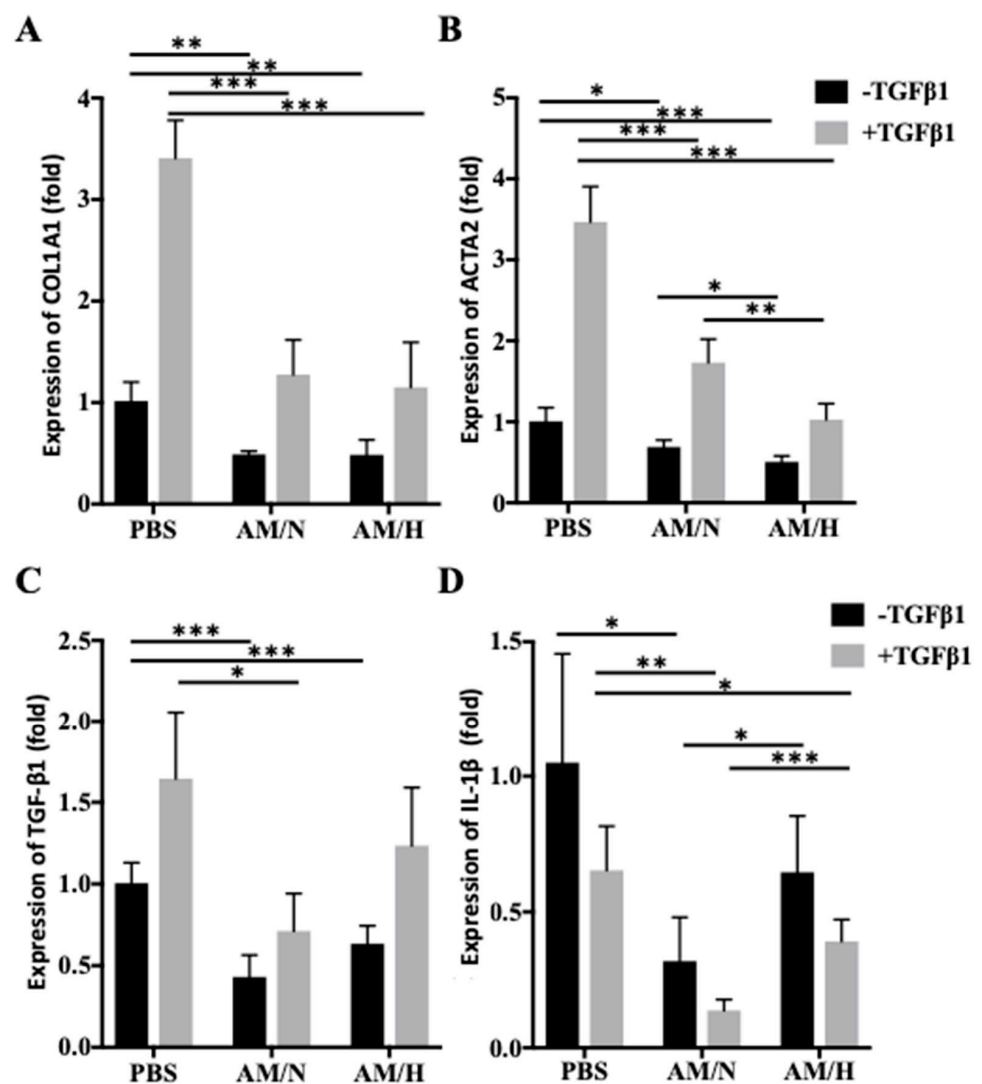 A
**
**
***
***
Expression of COL1A1 (fold)
4
3
2
1
0
PBS AM/N AM/H
B
-TGFβ1
+TGFβ1
*
***
***
***
*
**
Expression of ACTA2 (fold)
5
4
3
2
1
0
PBS AM/N AM/H
C
***
***
*
Expression of TGF-β1 (fold)
2.5
2.0
1.5
1.0
0.5
0.0
PBS AM/N AM/H
D
-TGFβ1
+TGFβ1
*
**
*
*
***
Expression of IL-1β (fold)
1.5
1.0
0.5
0.0
PBS AM/N AM/H